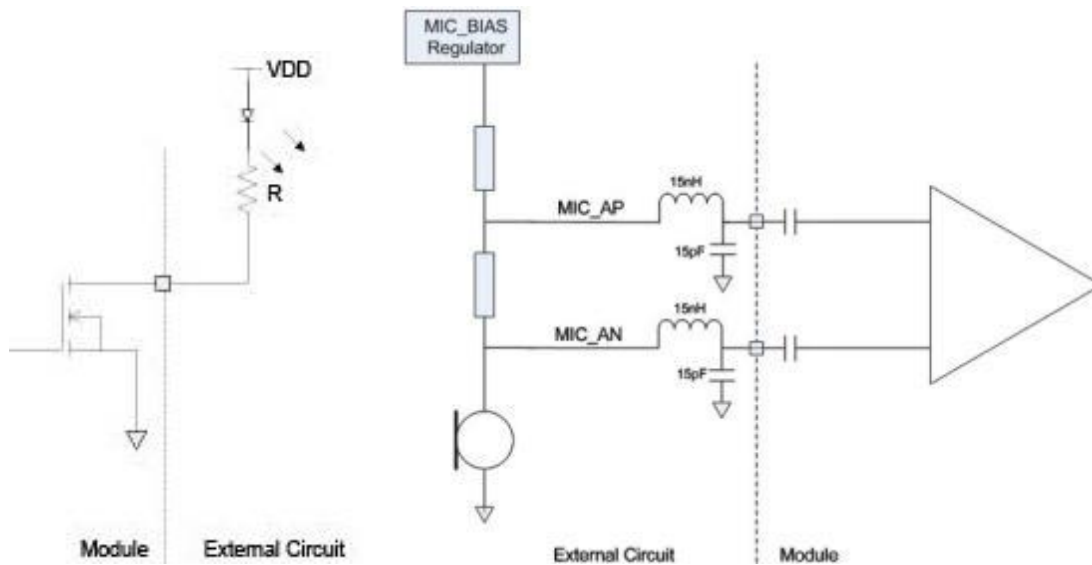 MIC_BIAS
Regulator
VDD
R
15nH
MIC_AP
15pF
15nH
MIC_AN
15pF
Module
External Circuit
External Circuit
Module